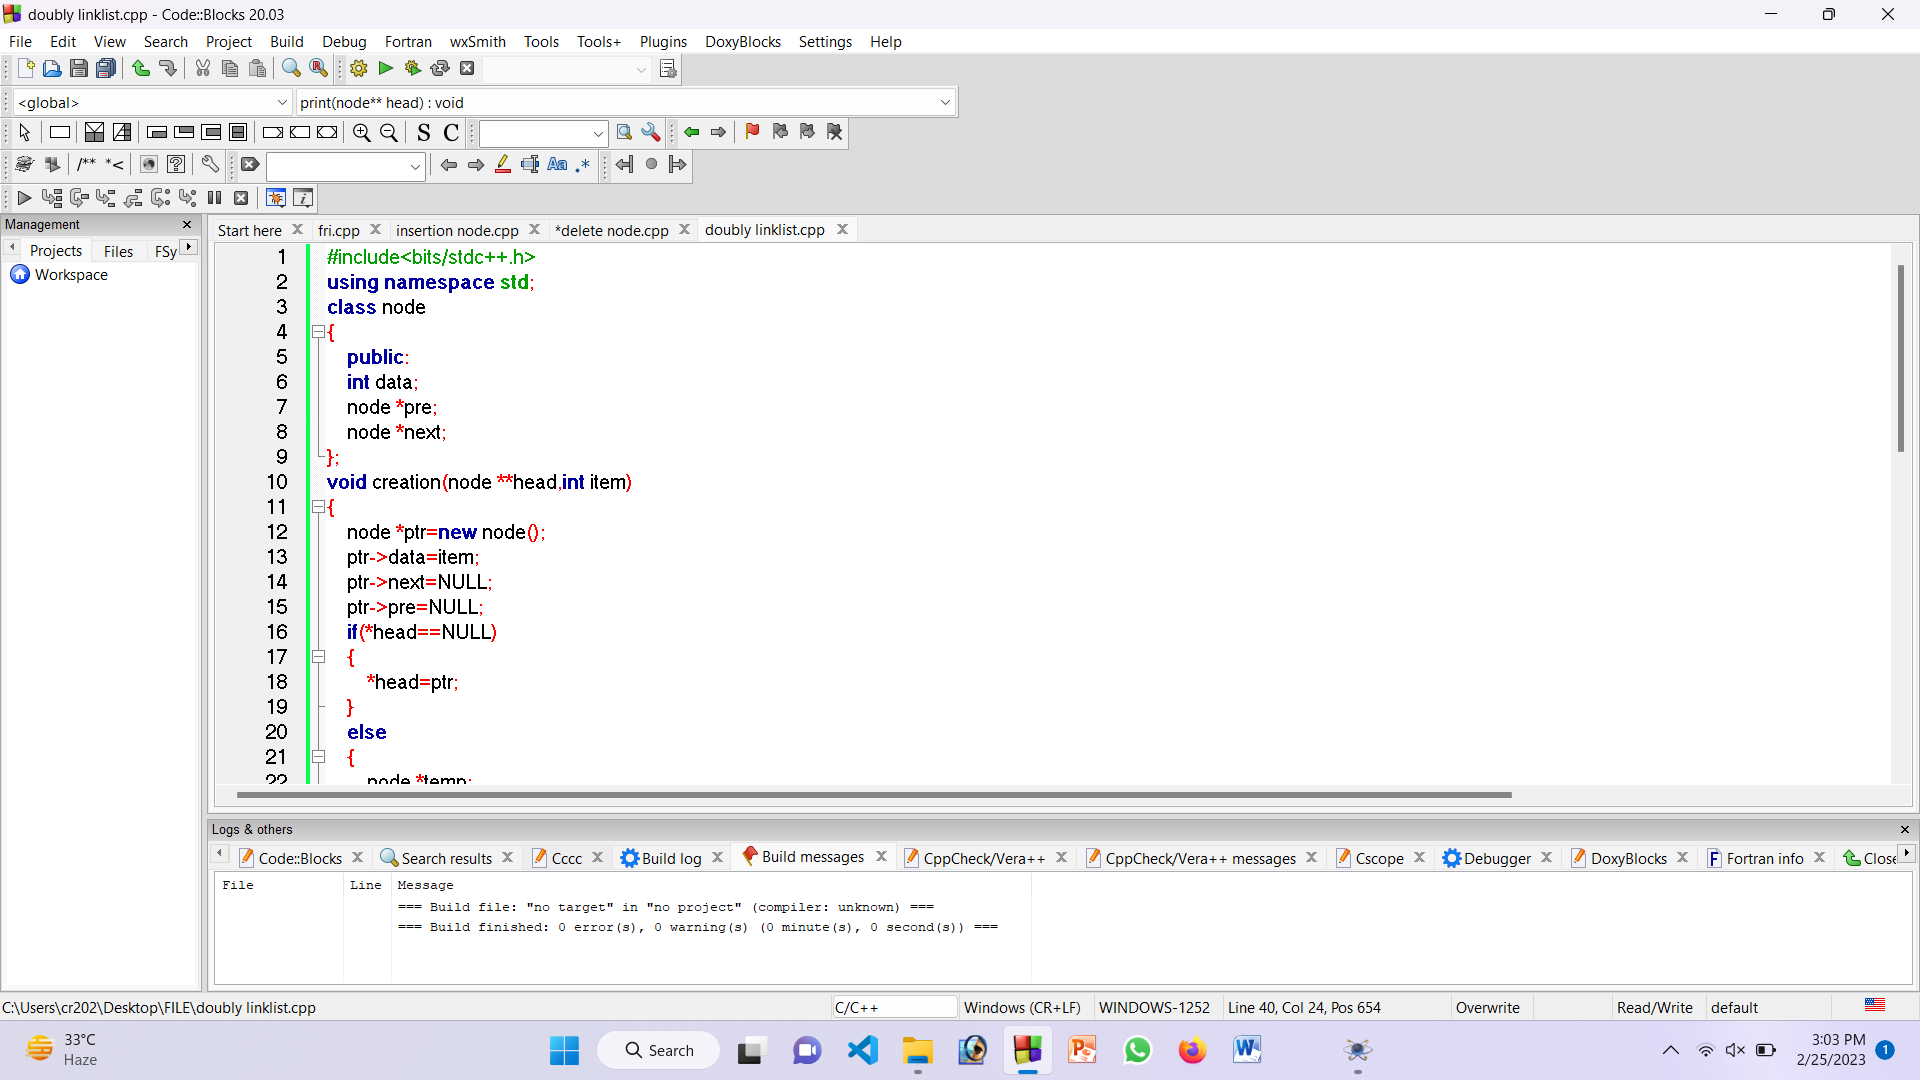 doubly linklist.cpp - Code::Blocks 20.03
File Edit View Search Project Build Debug Fortran wxSmith Tools Tools+ Plugins DoxyBlocks Settings Help
<global> print(node** head) : void
S C
/** *<
Aa .*
Management
Projects Files FSy
Workspace
Start here fri.cpp insertion node.cpp *delete node.cpp doubly linklist.cpp
1 #include<bits/stdc++.h>
2 using namespace std;
3 class node
4 {
5 public:
6 int data;
7 node *pre;
8 node *next;
9 };
10 void creation(node **head,int item)
11 {
12 node *ptr=new node();
13 ptr->data=item;
14 ptr->next=NULL;
15 ptr->pre=NULL;
16 if(*head==NULL)
17 {
18 *head=ptr;
19 }
20 else
21 {
22 node *temp;
Logs & others
Code::Blocks Search results Cccc Build log Build messages CppCheck/Vera++ CppCheck/Vera++ messages Cscope Debugger DoxyBlocks Fortran info Close
File Line Message
=== Build file: "no target" in "no project" (compiler: unknown) ===
=== Build finished: 0 error(s), 0 warning(s) (0 minute(s), 0 second(s)) ===
C:\Users\cr202\Desktop\FILE\doubly linklist.cpp C/C++ Windows (CR+LF) WINDOWS-1252 Line 40, Col 24, Pos 654 Overwrite Read/Write default
33°C
Haze
Search
3:03 PM
2/25/2023
1